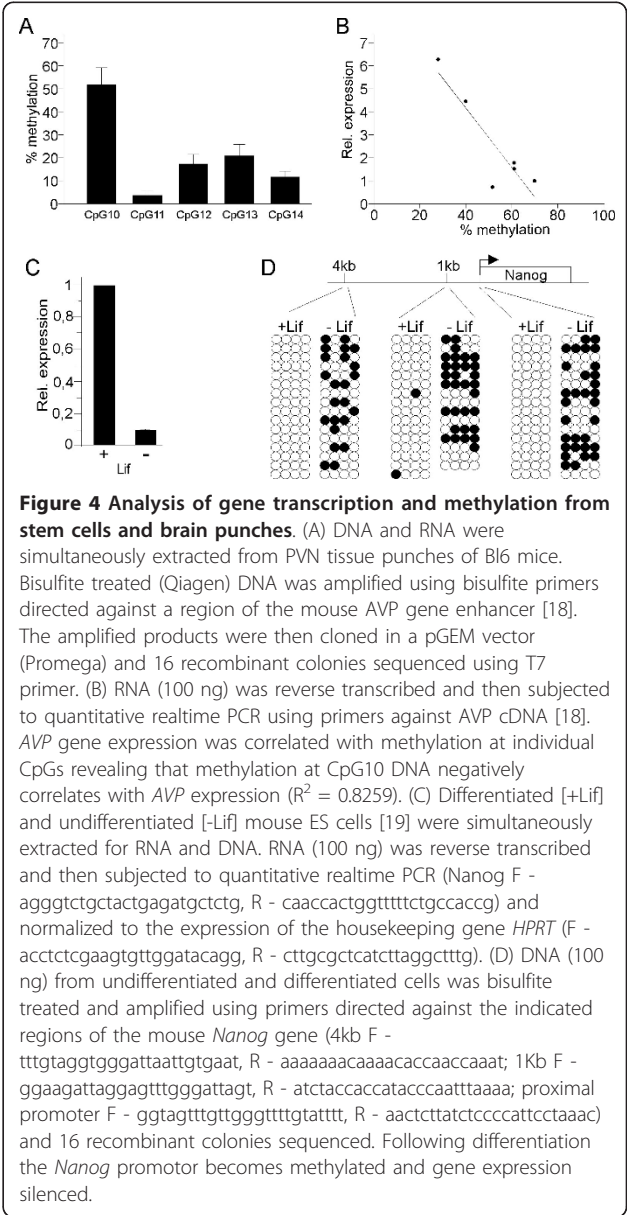 A
70
60
50
40
30
20
10
0
% methylation
CpG10 CpG11 CpG12 CpG13 CpG14
B
7
6
5
4
3
2
1
0
Rel. expression
0 20 40 60 80 100
% methylation
C
1
0,8
0,6
0,4
0,2
0
Rel. expression
+ -
Lif
D
4kb 1kb Nanog
+Lif - Lif +Lif - Lif +Lif - Lif
Figure 4 Analysis of gene transcription and methylation from
stem cells and brain punches. (A) DNA and RNA were
simultaneously extracted from PVN tissue punches of Bl6 mice.
Bisulfite treated (Qiagen) DNA was amplified using bisulfite primers
directed against a region of the mouse AVP gene enhancer [18].
The amplified products were then cloned in a pGEM vector
(Promega) and 16 recombinant colonies sequenced using T7
primer. (B) RNA (100 ng) was reverse transcribed and then subjected
to quantitative realtime PCR using primers against AVP cDNA [18].
AVP gene expression was correlated with methylation at individual
CpGs revealing that methylation at CpG10 DNA negatively
correlates with AVP expression (R² = 0.8259). (C) Differentiated [+Lif]
and undifferentiated [-Lif] mouse ES cells [19] were simultaneously
extracted for RNA and DNA. RNA (100 ng) was reverse transcribed
and then subjected to quantitative realtime PCR (Nanog F -
agggtctgctactgagatgctctg, R - caaccactggtttttctgccaccg) and
normalized to the expression of the housekeeping gene HPRT (F -
acctctcgaagtgttggatacagg, R - cttgcgctcatcttaggctttg). (D) DNA (100
ng) from undifferentiated and differentiated cells was bisulfite
treated and amplified using primers directed against the indicated
regions of the mouse Nanog gene (4kb F -
tttgtaggtgggattaattgtgaat, R - aaaaaaacaaaacaccaaccaaat; 1Kb F -
ggaagattaggagtttgggattagt, R - atctaccaccatacccaatttaaaa; proximal
promoter F - ggtagtttgttgggttttgtattt, R - aactcttatctccccattcctaaac)
and 16 recombinant colonies sequenced. Following differentiation
the Nanog promotor becomes methylated and gene expression
silenced.